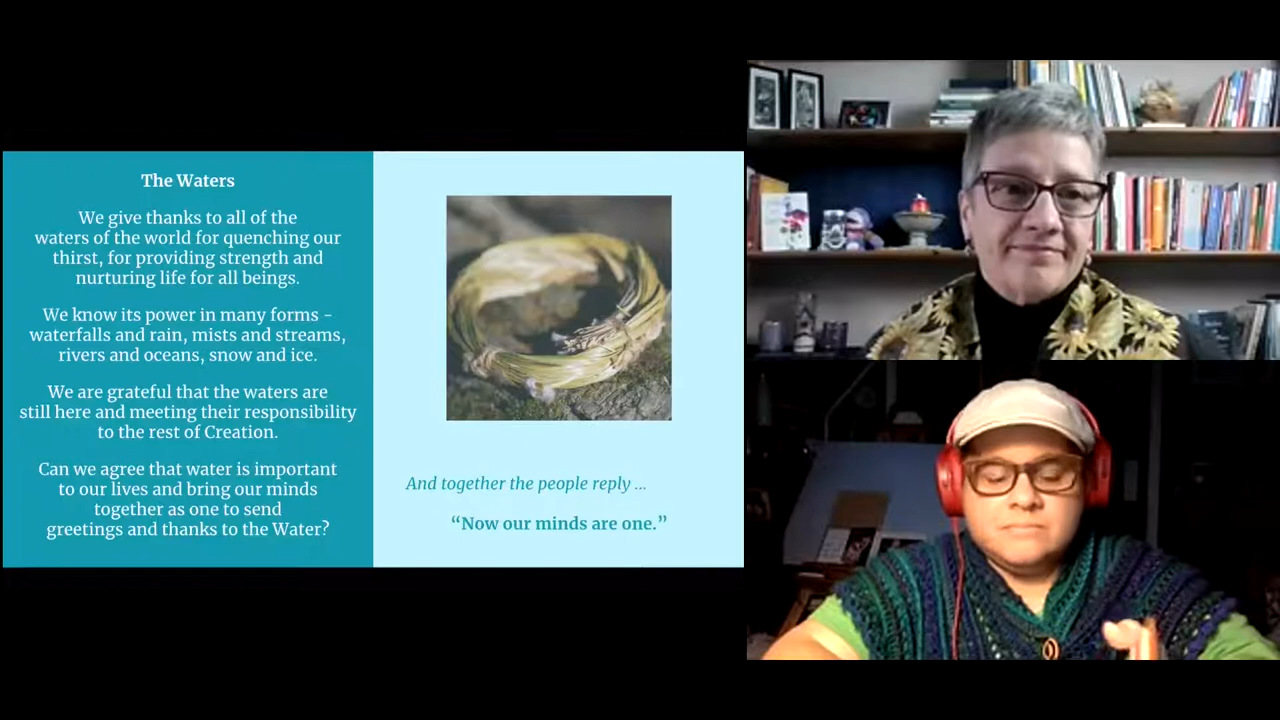 The Waters
We give thanks to all of the
waters of the world for quenching our
thirst, for providing strength and
nurturing life for all beings.
We know its power in many forms -
waterfalls and rain, mists and streams,
rivers and oceans, snow and ice.
We are grateful that the waters are
still here and meeting their responsibility
to the rest of Creation.
Can we agree that water is important
to our lives and bring our minds
together as one to send
greetings and thanks to the Water?
And together the people reply ...
“Now our minds are one.”